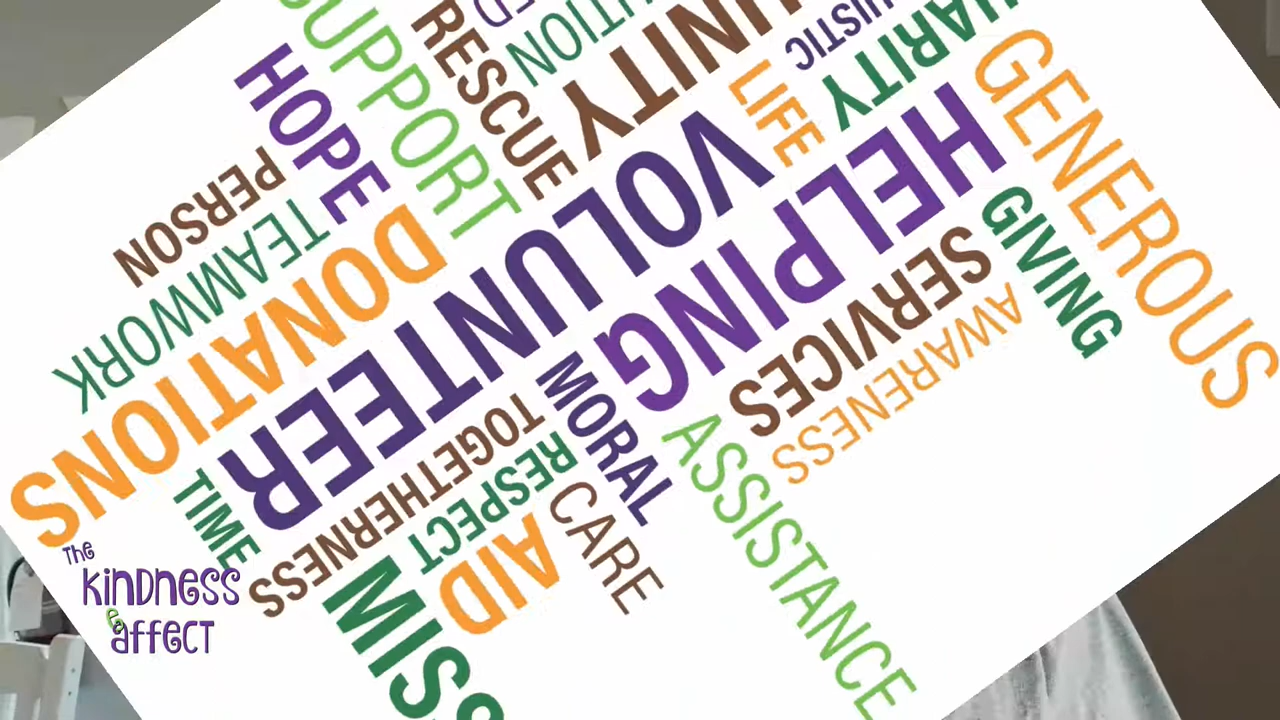 SUPPORT
RESCUE
HOPE
PERSON
TEAMWORK
DONATIONS
VOLUNTEER
LIFE
HELPING
GENEROUS
GIVING
SERVICES
AWARENESS
MORAL
TOGETHERNESS
TIME
RESPECT
CARE
AID
ASSISTANCE
The
KINDNESS
e
AFFECT